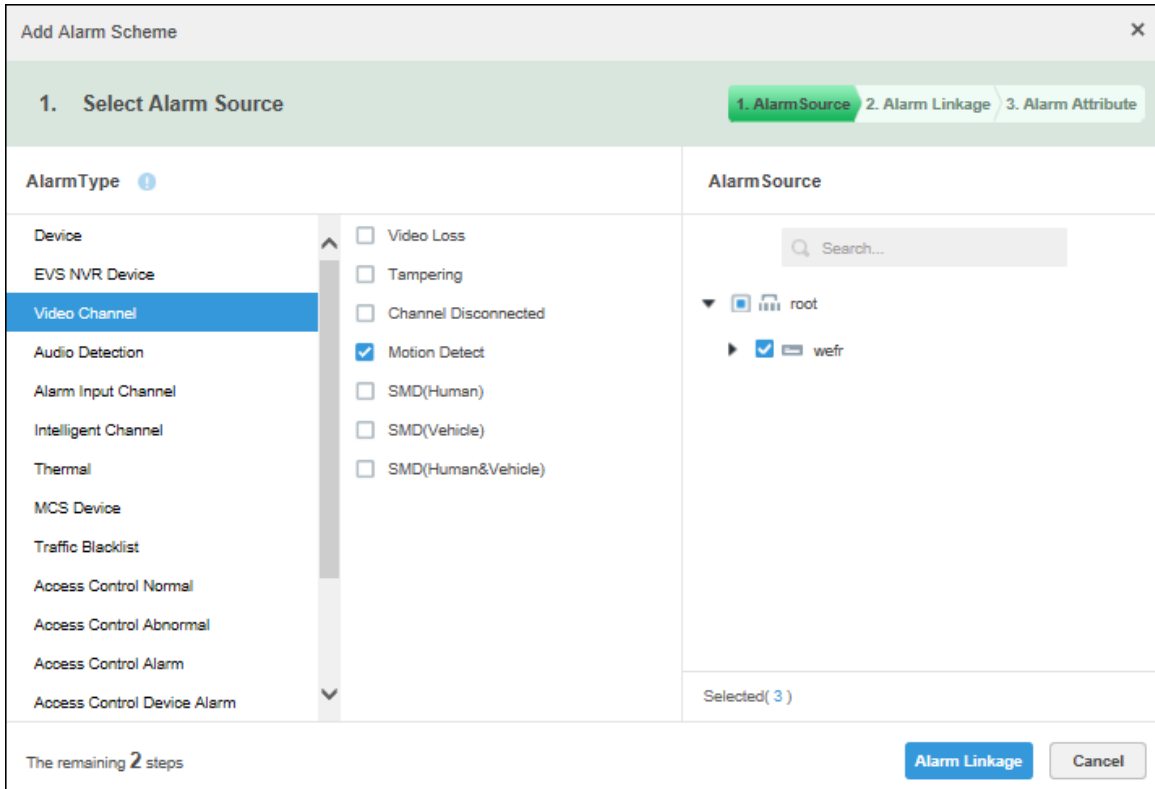 Add Alarm Scheme
1. Select Alarm Source
1. AlarmSource 2. Alarm Linkage 3. Alarm Attribute
AlarmType
AlarmSource
Device
EVS NVR Device
Video Channel
Audio Detection
Alarm Input Channel
Intelligent Channel
Thermal
MCS Device
Traffic Blacklist
Access Control Normal
Access Control Abnormal
Access Control Alarm
Access Control Device Alarm
Video Loss
Tampering
Channel Disconnected
Motion Detect
SMD(Human)
SMD(Vehicle)
SMD(Human&Vehicle)
Search...
root
wefr
Selected( 3 )
The remaining 2 steps
Alarm Linkage
Cancel